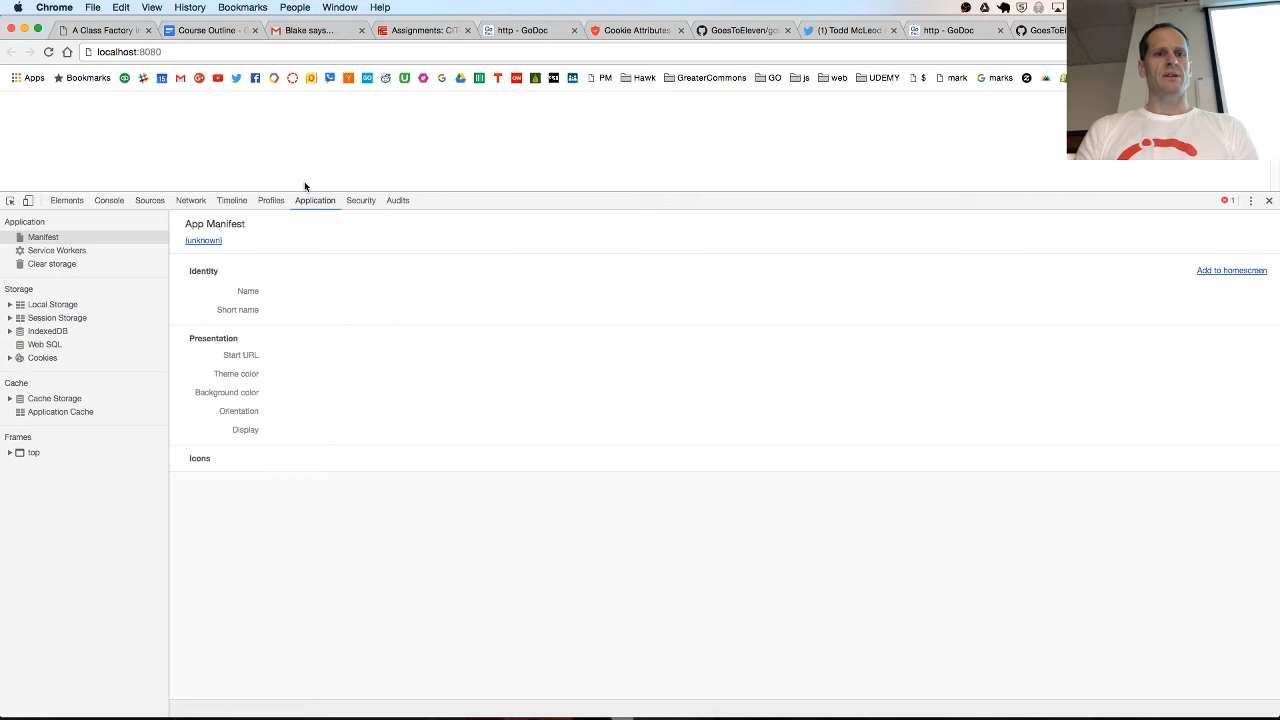 Chrome File Edit View History Bookmarks People Window Help
A Class Factory i Course Outline - G Blake says... Assignments: CIT http - GoDoc Cookie Attributes GoesToEleven/go (1) Todd McLeod http - GoDoc GoesToEl
localhost:8080
Apps Bookmarks PM Hawk GreaterCommons GO js web UDEMY $ mark marks
Elements Console Sources Network Timeline Profiles Application Security Audits 1
Application
Manifest
Service Workers
Clear storage
Storage
Local Storage
Session Storage
IndexedDB
Web SQL
Cookies
Cache
Cache Storage
Application Cache
Frames
top
App Manifest
(unknown)
Identity
Add to homescreen
Name
Short name
Presentation
Start URL
Theme color
Background color
Orientation
Display
Icons